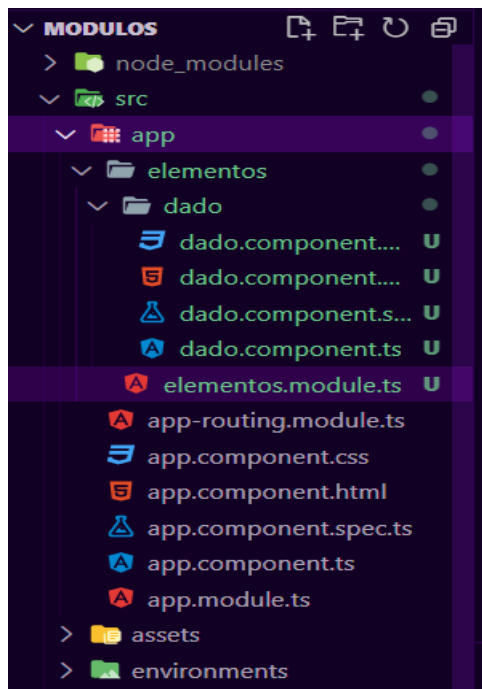 MODULOS
node_modules
src
app
elementos
dado
dado.component.... U
dado.component.... U
dado.component.s... U
dado.component.ts U
elementos.module.ts U
app-routing.module.ts
app.component.css
app.component.html
app.component.spec.ts
app.component.ts
app.module.ts
assets
environments